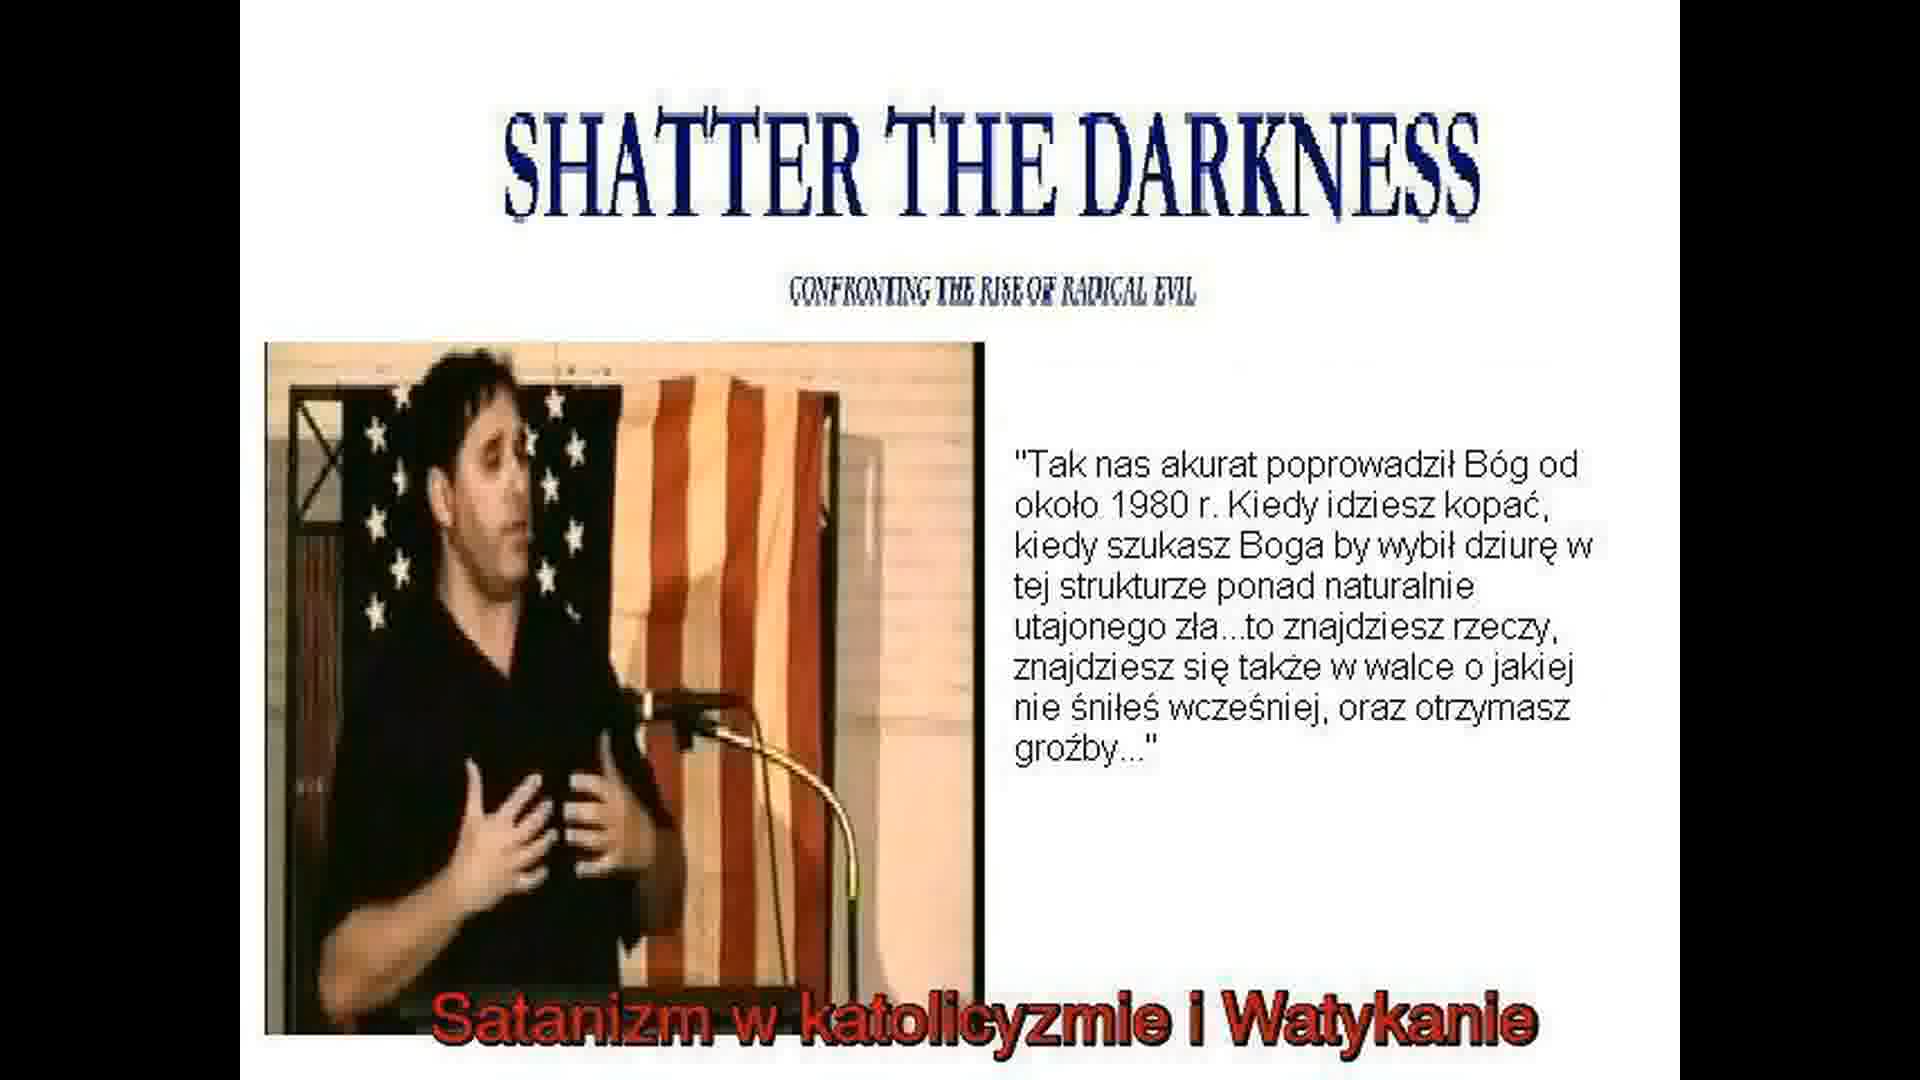 SHATTER THE DARKNESS
CONFRONTING THE RISE OF RADICAL EVIL
"Tak nas akurat poprowadził Bóg od
około 1980 r. Kiedy idziesz kopać,
kiedy szukasz Boga by wybił dziurę w
tej strukturze ponad naturalnie
utajonego zła...to znajdziesz rzeczy,
znajdziesz się także w walce o jakiej
nie śniłeś wcześniej, oraz otrzymasz
groźby..."
Satanizm w katolicyzmie i Watykanie